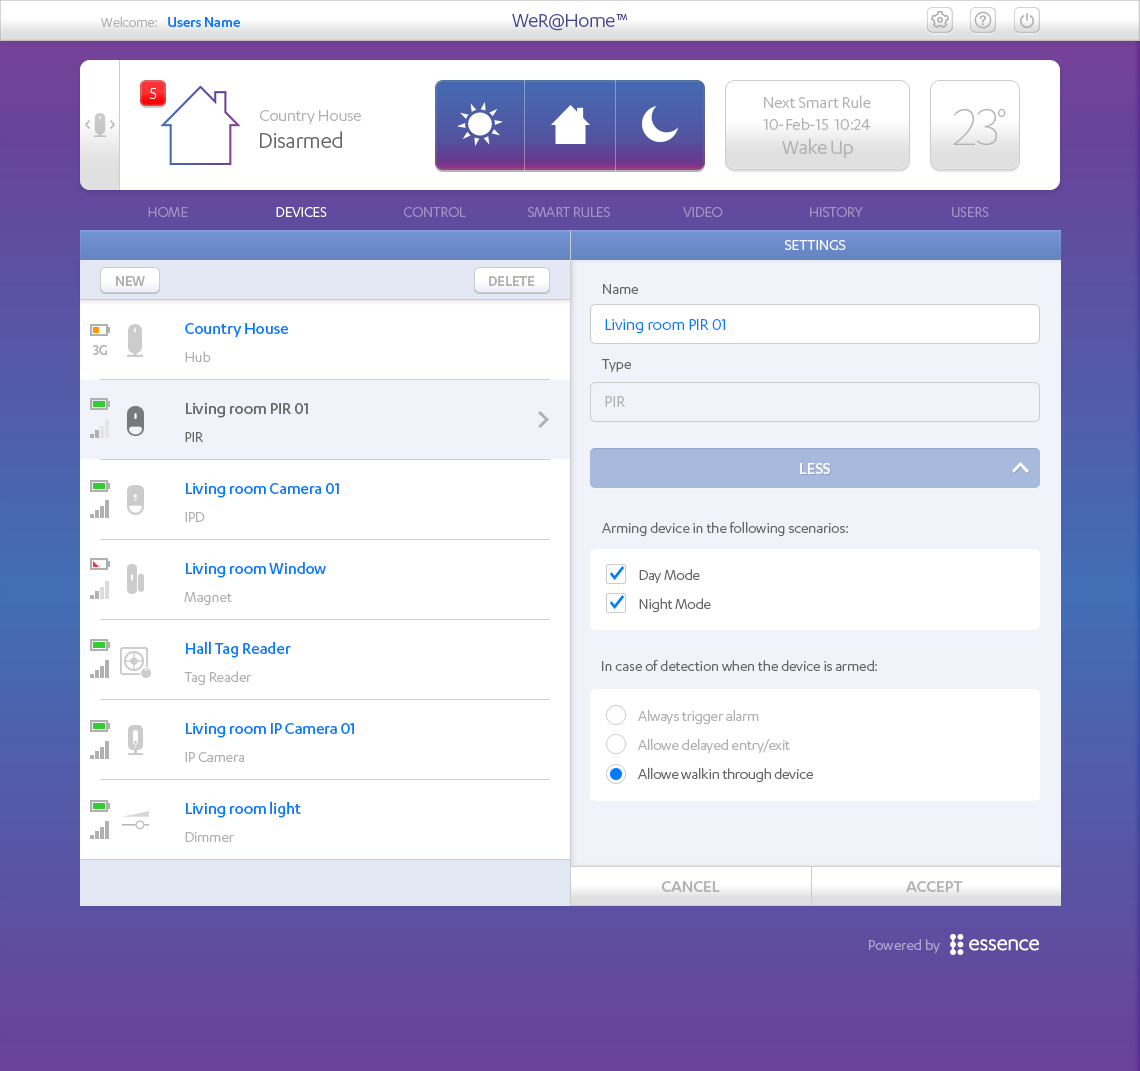 Welcome: Users Name
WeR@Home™
5
Country House
Disarmed
Next Smart Rule
10-Feb-15 10:24
Wake Up
23°
HOME
DEVICES
CONTROL
SMART RULES
VIDEO
HISTORY
USERS
NEW
DELETE
3G
Country House
Hub
Living room PIR 01
PIR
Living room Camera 01
IPD
Living room Window
Magnet
Hall Tag Reader
Tag Reader
Living room IP Camera 01
IP Camera
Living room light
Dimmer
SETTINGS
Name
Living room PIR 01
Type
PIR
LESS
Arming device in the following scenarios:
Day Mode
Night Mode
In case of detection when the device is armed:
Always trigger alarm
Allowe delayed entry/exit
Allowe walkin through device
CANCEL
ACCEPT
Powered by essence